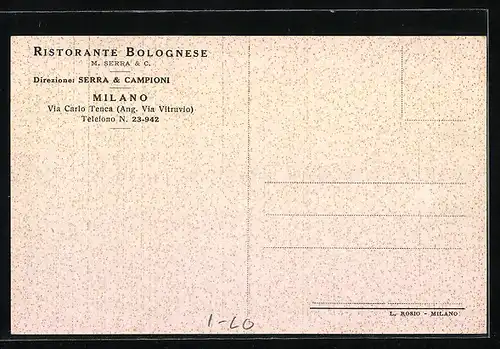 RISTORANTE BOLOGNESE
M. SERRA & C.
Direzione: SERRA & CAMPIONI
MILANO
Via Carlo Tenca (Ang. Via Vitruvio)
Telefono N. 23-942
L. ROSIO - MILANO
1-LO